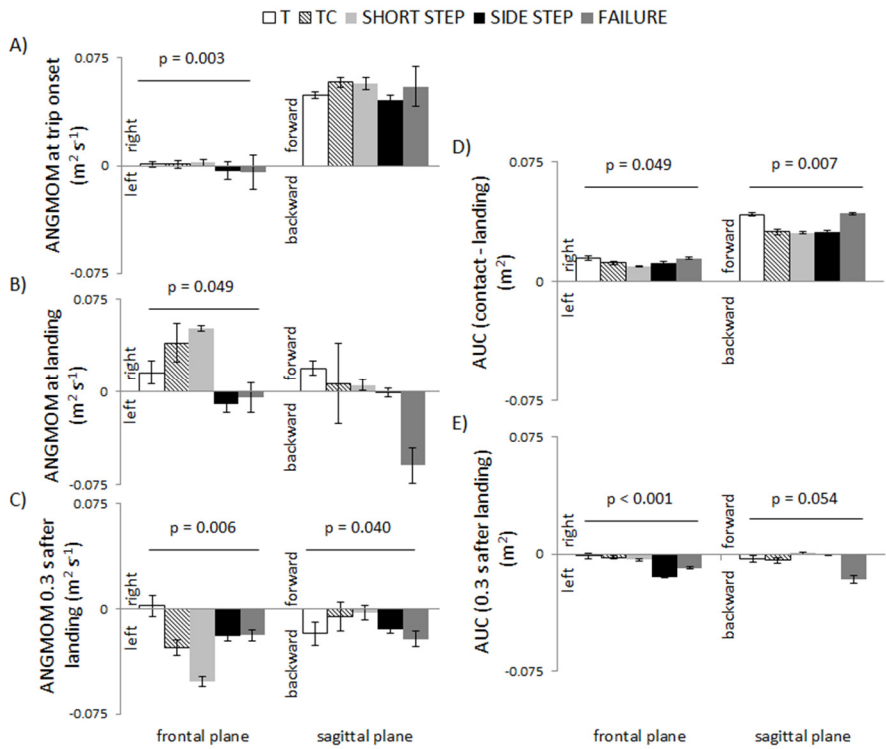 T TC SHORT STEP SIDE STEP FAILURE
A)
ANGMOM at trip onset
(m² s⁻¹)
0.075
0
-0.075
right
left
p = 0.003
forward
backward
B)
ANGMOM at landing
(m² s⁻¹)
0.075
0
-0.075
right
left
p = 0.049
forward
backward
C)
ANGMOM 0.3 safter
landing (m² s⁻¹)
0.075
0
-0.075
right
left
p = 0.006
forward
backward
p = 0.040
frontal plane
sagittal plane
D)
AUC (contact - landing)
(m²)
0.075
0
-0.075
right
left
p = 0.049
forward
backward
p = 0.007
E)
AUC (0.3 safter landing)
(m²)
0.075
0
-0.075
right
left
p < 0.001
forward
backward
p = 0.054
frontal plane
sagittal plane